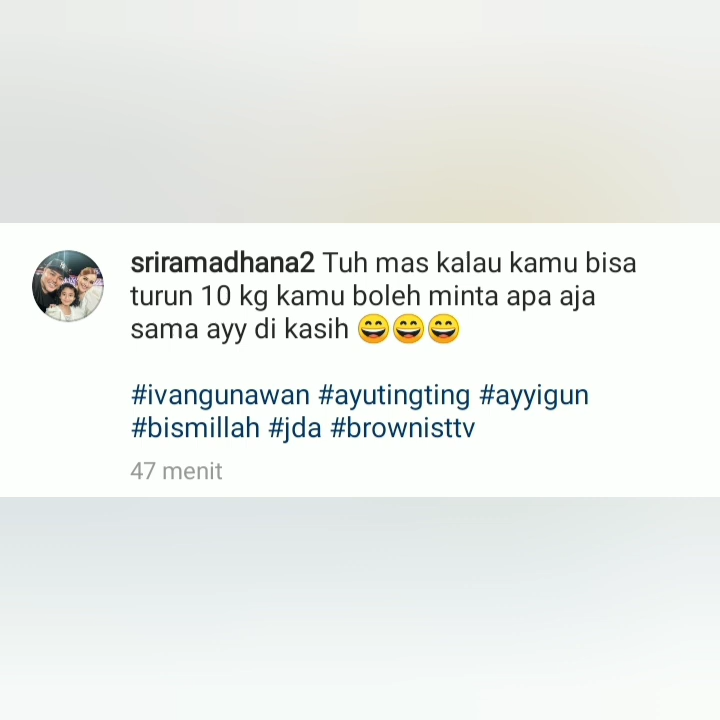 sriramadhana2 Tuh mas kalau kamu bisa
turun 10 kg kamu boleh minta apa aja
sama ayy di kasih 😄😄😄
#ivangunawan #ayutingting #ayyigun
#bismillah #jda #brownisttv
47 menit